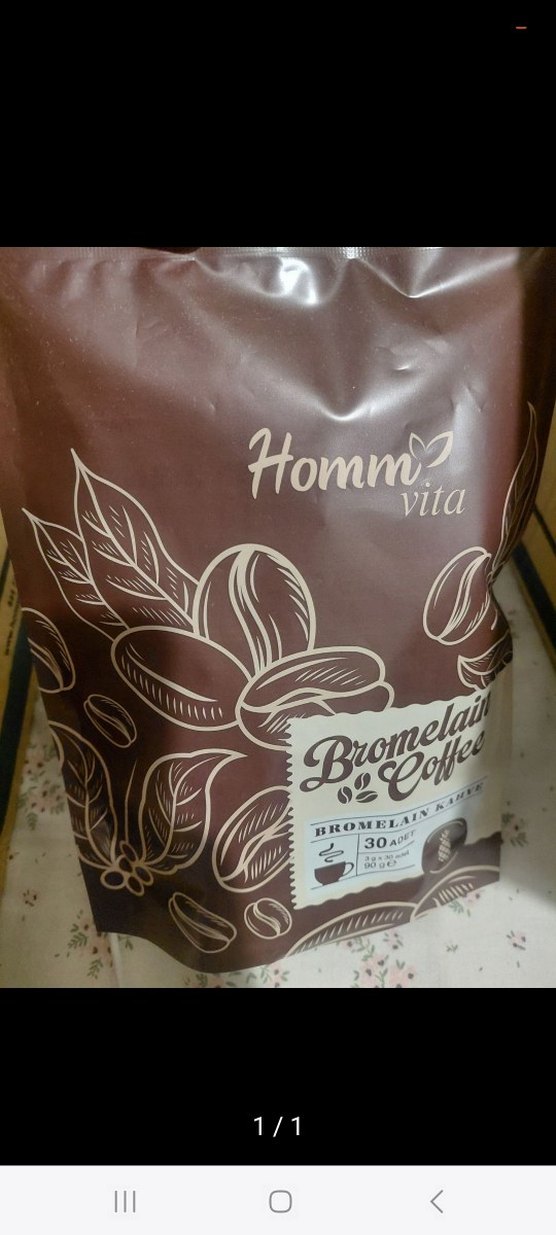 Homm
vita
Bromelain
Coffee
BROMELAIN KAHVE
30 ADET
3 g x 30 adet
90 g e
1 / 1